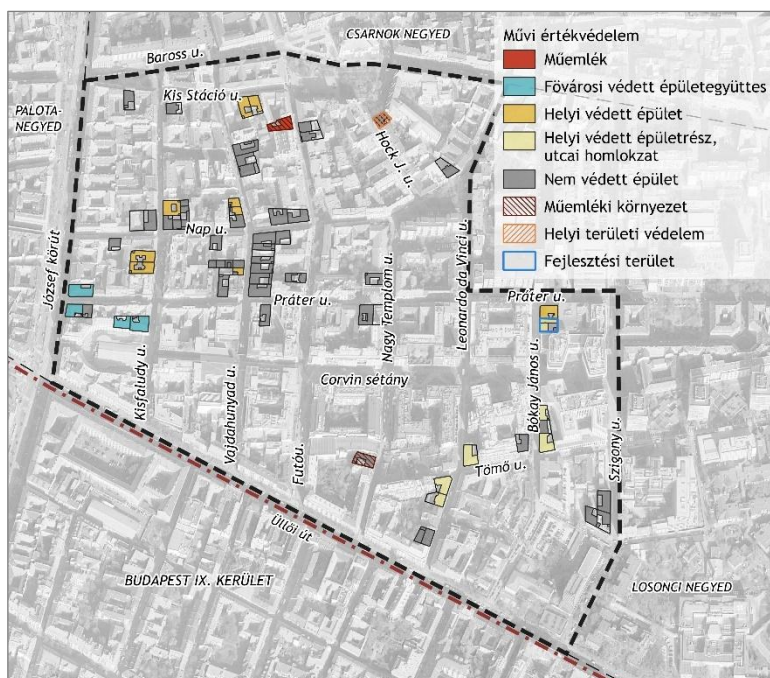 CSARNOK NEGYED
Baross u.
PALOTA-
NEGYED
Kis Stáció u.
Hock J. u.
Nap u.
József körút
Práter u.
Nagy Templom u.
Leonardo da Vinci u.
Práter u.
Kisfaludy u.
Vajdahunyad u.
Futóu.
Corvin sétány
Bókay János u.
Szigony u.
Tömő u.
Üllői út
BUDAPEST IX. KERÜLET
LOSONCI NEGYED
Művi értékvédelem
Műemlék
Fővárosi védett épületegyüttes
Helyi védett épület
Helyi védett épületrész,
utcai homlokzat
Nem védett épület
Műemléki környezet
Helyi területi védelem
Fejlesztési terület